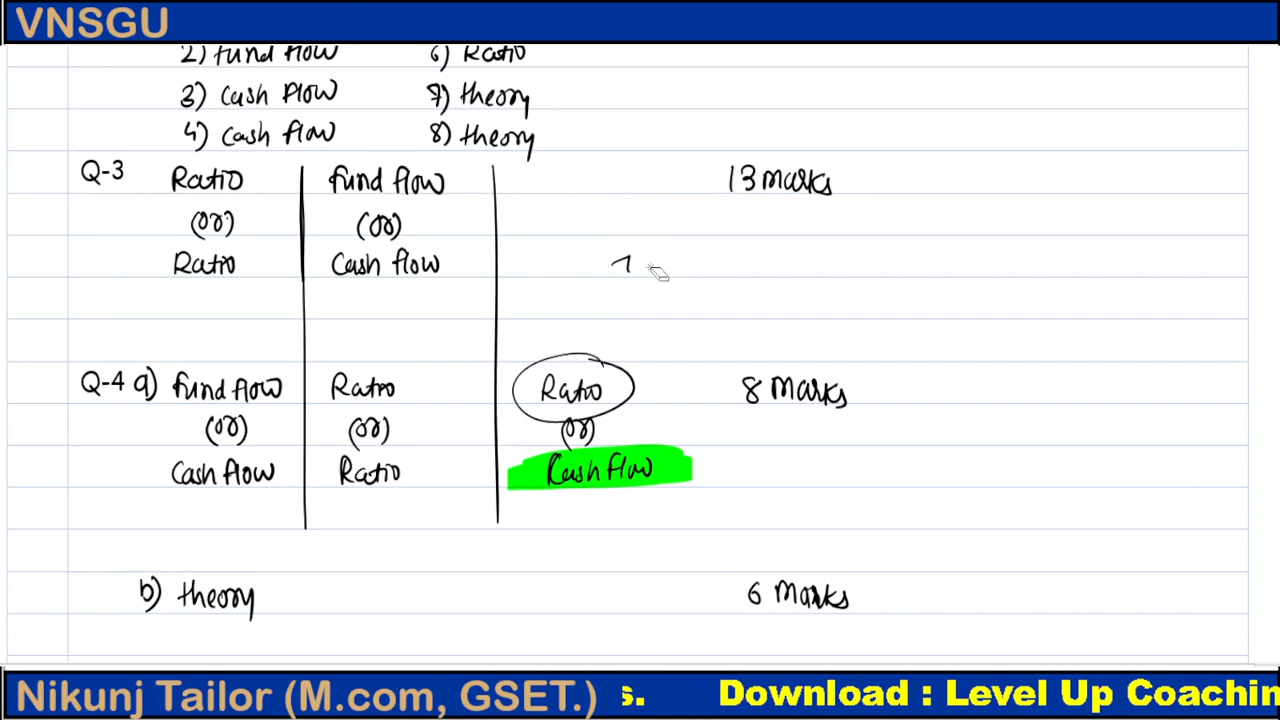 VNSGU
2) fund flow 6) Ratio
3) Cash Flow 7) theory
4) Cash flow 8) theory
Q-3 Ratio fund flow 13 marks
(or) (or)
Ratio Cash flow
Q-4 a) fund flow Ratio Ratio 8 Marks
(or) (or) (or)
Cash flow Ratio Cash Flow
b) theory 6 Marks
Nikunj Tailor (M.com, GSET.) s. Download : Level Up Coachin